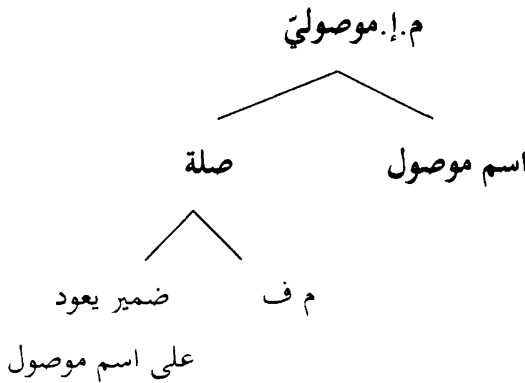 م.إ.موصوليّ
اسم موصول
صلة
م ف
ضمير يعود
على اسم موصول